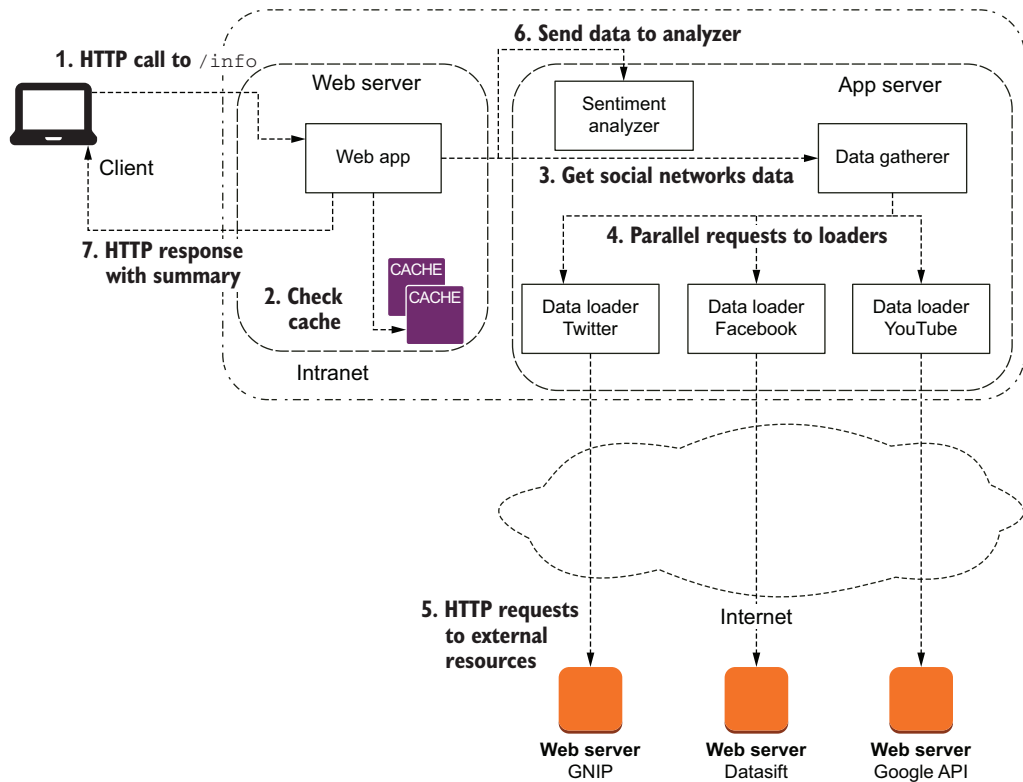 6. Send data to analyzer
1. HTTP call to /info
Web server
App server
Sentiment
analyzer
Web app
Data gatherer
Client
3. Get social networks data
7. HTTP response
with summary
4. Parallel requests to loaders
CACHE
CACHE
2. Check
cache
Data loader
Twitter
Data loader
Facebook
Data loader
YouTube
Intranet
5. HTTP requests
to external
resources
Internet
Web server
GNIP
Web server
Datasift
Web server
Google API